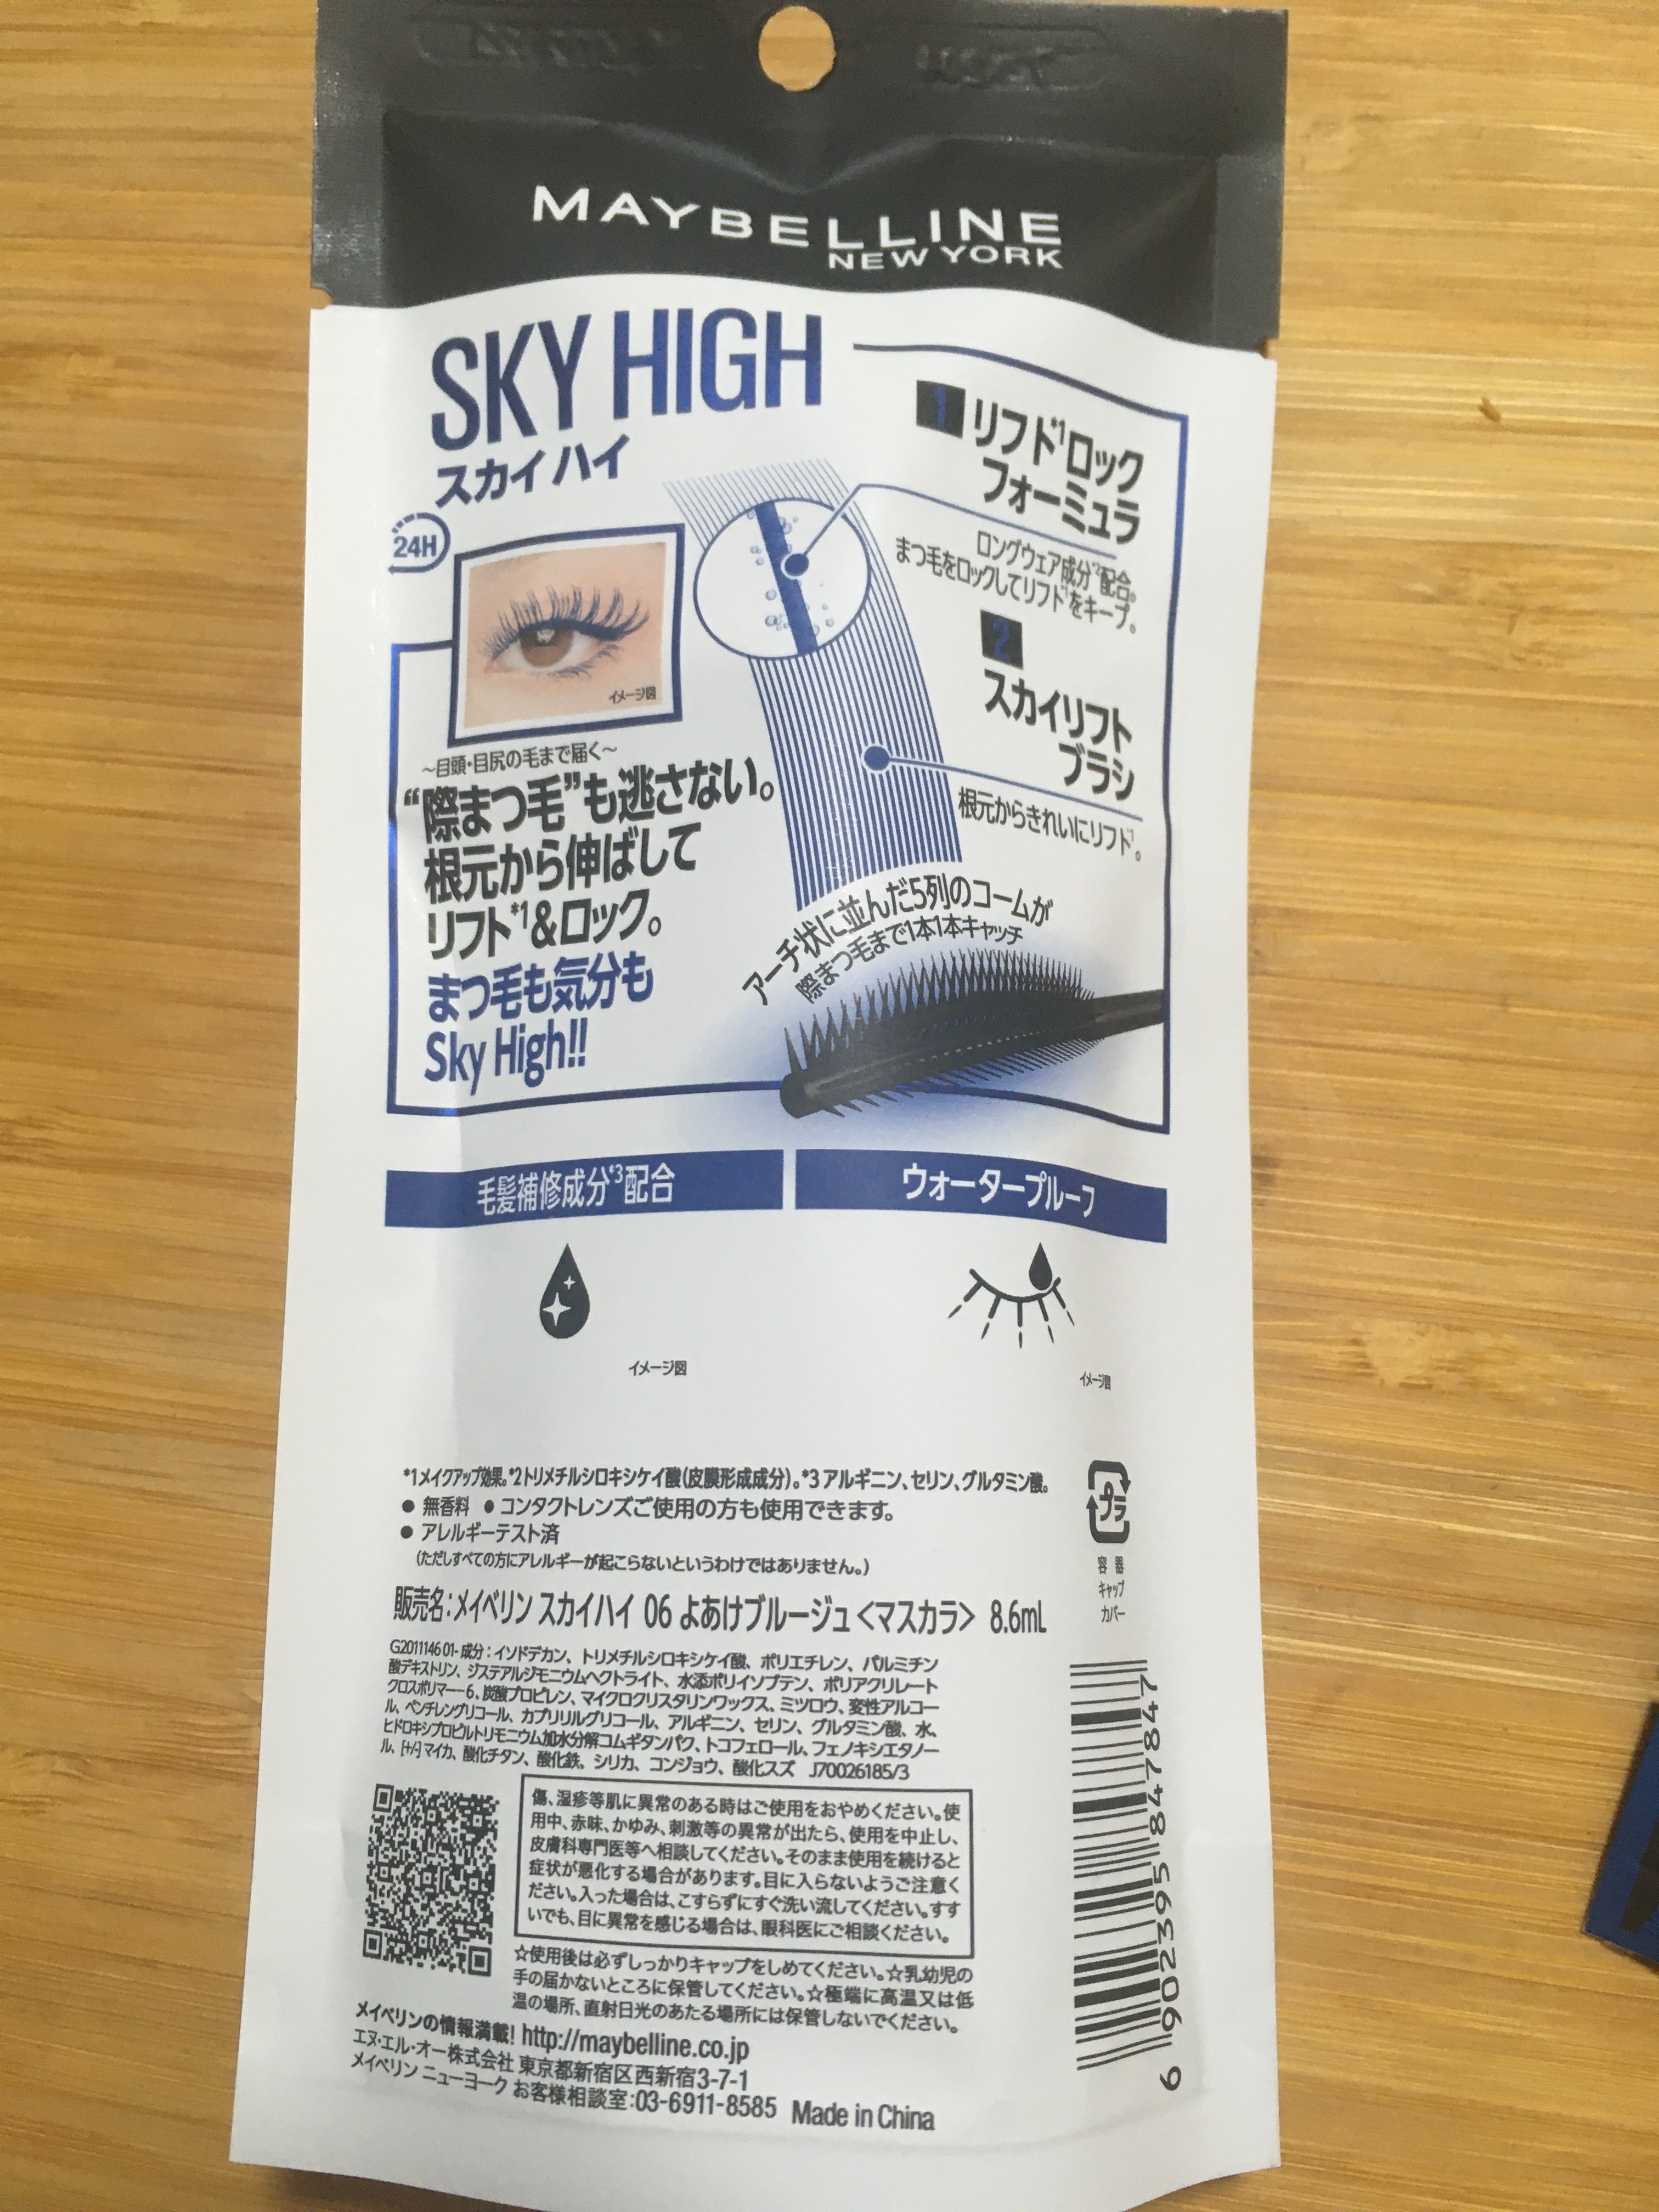 MAYBELLINE
NEW YORK
SKY HIGH
スカイハイ
24H
イメージ図
1 リフト*1ロック
フォーミュラ
ロングウェア成分*2配合。
まつ毛をロックしてリフト*1をキープ。
2
スカイリフト
ブラシ
根元からきれいにリフト*1。
~目頭・目尻の毛まで届く~
“際まつ毛”も逃さない。
根元から伸ばして
リフト*1&ロック。
まつ毛も気分も
Sky High!!
アーチ状に並んだ5列のコームが
際まつ毛まで1本1本キャッチ
毛髪補修成分*3配合
ウォータープルーフ
イメージ図
イメージ図
*1メイクアップ効果。*2トリメチルシロキシケイ酸(皮膜形成成分)。*3 アルギニン、セリン、グルタミン酸。
● 無香料 ● コンタクトレンズご使用の方も使用できます。
● アレルギーテスト済
(ただしすべての方にアレルギーが起こらないというわけではありません。)
プラ
容器
キャップ
カバー
販売名:メイベリン スカイハイ 06 よあけブルージュ<マスカラ> 8.6mL
G2011146 01- 成分:イソドデカン、トリメチルシロキシケイ酸、ポリエチレン、パルミチン
酸デキストリン、ジステアルジモニウムヘクトライト、水添ポリイソブテン、ポリアクリレート
クロスポリマー-6、炭酸プロピレン、マイクロクリスタリンワックス、ミツロウ、変性アルコー
ル、ペンチレングリコール、カプリリルグリコール、アルギニン、セリン、グルタミン酸、水、
ヒドロキシプロピルトリモニウム加水分解コムギタンパク、トコフェロール、フェノキシエタノー
ル、[+/-]マイカ、酸化チタン、酸化鉄、シリカ、コンジョウ、酸化スズ J70026185/3
傷、湿疹等肌に異常のある時はご使用をおやめください。使
用中、赤味、かゆみ、刺激等の異常が出たら、使用を中止し、
皮膚科専門医等へ相談してください。そのまま使用を続けると
症状が悪化する場合があります。目に入らないようご注意く
ださい。入った場合は、こすらずにすぐ洗い流してください。すす
いでも、目に異常を感じる場合は、眼科医にご相談ください。
☆使用後は必ずしっかりキャップをしめてください。☆乳幼児の
手の届かないところに保管してください。☆極端に高温又は低
温の場所、直射日光のあたる場所には保管しないでください。
メイベリンの情報満載! http://maybelline.co.jp
エヌ・エル・オー株式会社 東京都新宿区西新宿3-7-1
メイベリン ニューヨーク お客様相談室:03-6911-8585 Made in China
6 902395 847847